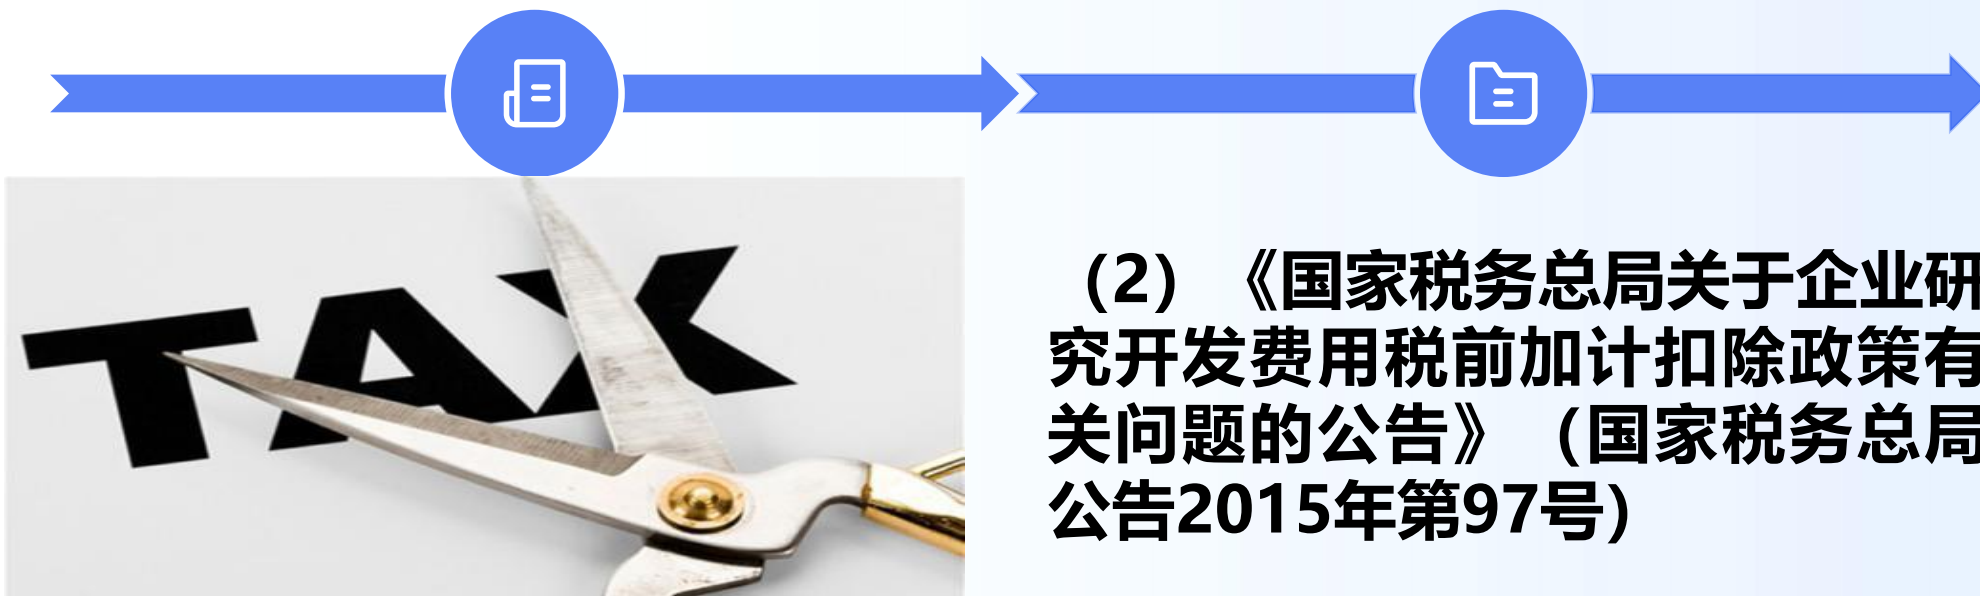 TAX
（2）《国家税务总局关于企业研
究开发费用税前加计扣除政策有
关问题的公告》（国家税务总局
公告2015年第97号）